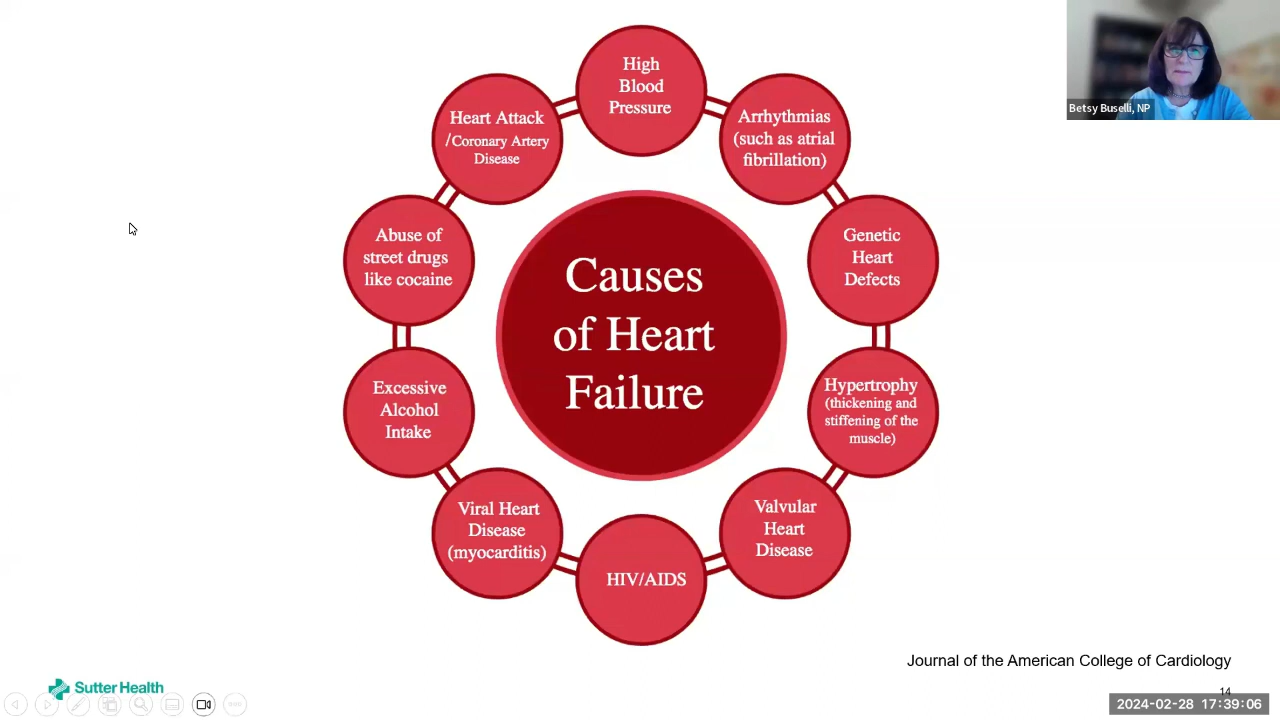 Causes
of Heart
Failure
High
Blood
Pressure
Arrhythmias
(such as atrial
fibrillation)
Genetic
Heart
Defects
Hypertrophy
(thickening and
stiffening of the
muscle)
Valvular
Heart
Disease
HIV/AIDS
Viral Heart
Disease
(myocarditis)
Excessive
Alcohol
Intake
Abuse of
street drugs
like cocaine
Heart Attack
/Coronary Artery
Disease
Betsy Buselli, NP
Journal of the American College of Cardiology
Sutter Health
14
2024-02-28 17:39:06